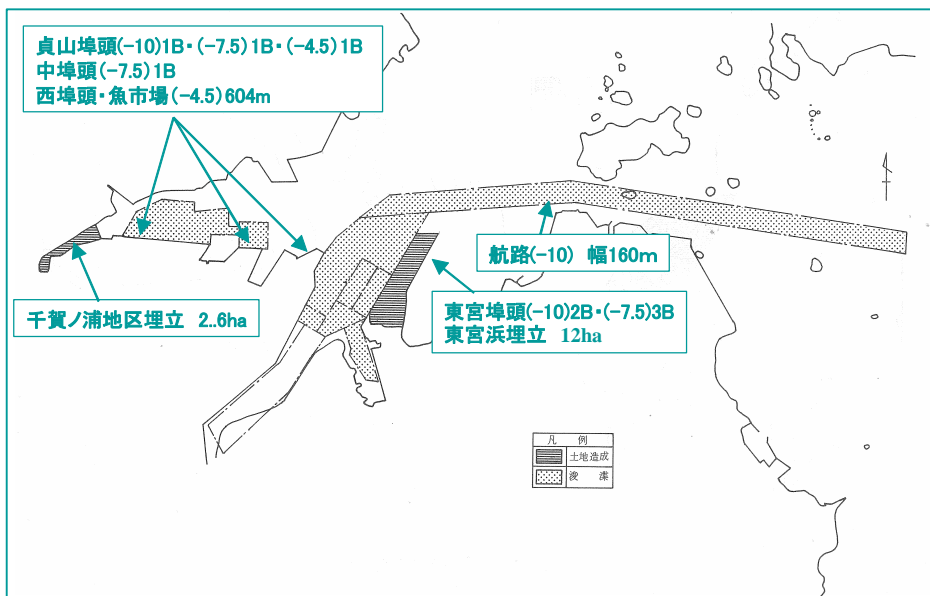 貞山埠頭(-10)1B・(-7.5)1B・(-4.5)1B
中埠頭(-7.5)1B
西埠頭・魚市場(-4.5)604m
航路(-10) 幅160m
千賀ノ浦地区埋立 2..6ha
東宮埠頭(-10)2B・(-7.5)3B
東宮浜埋立 12ha
凡 例
土地造成
浚 渫